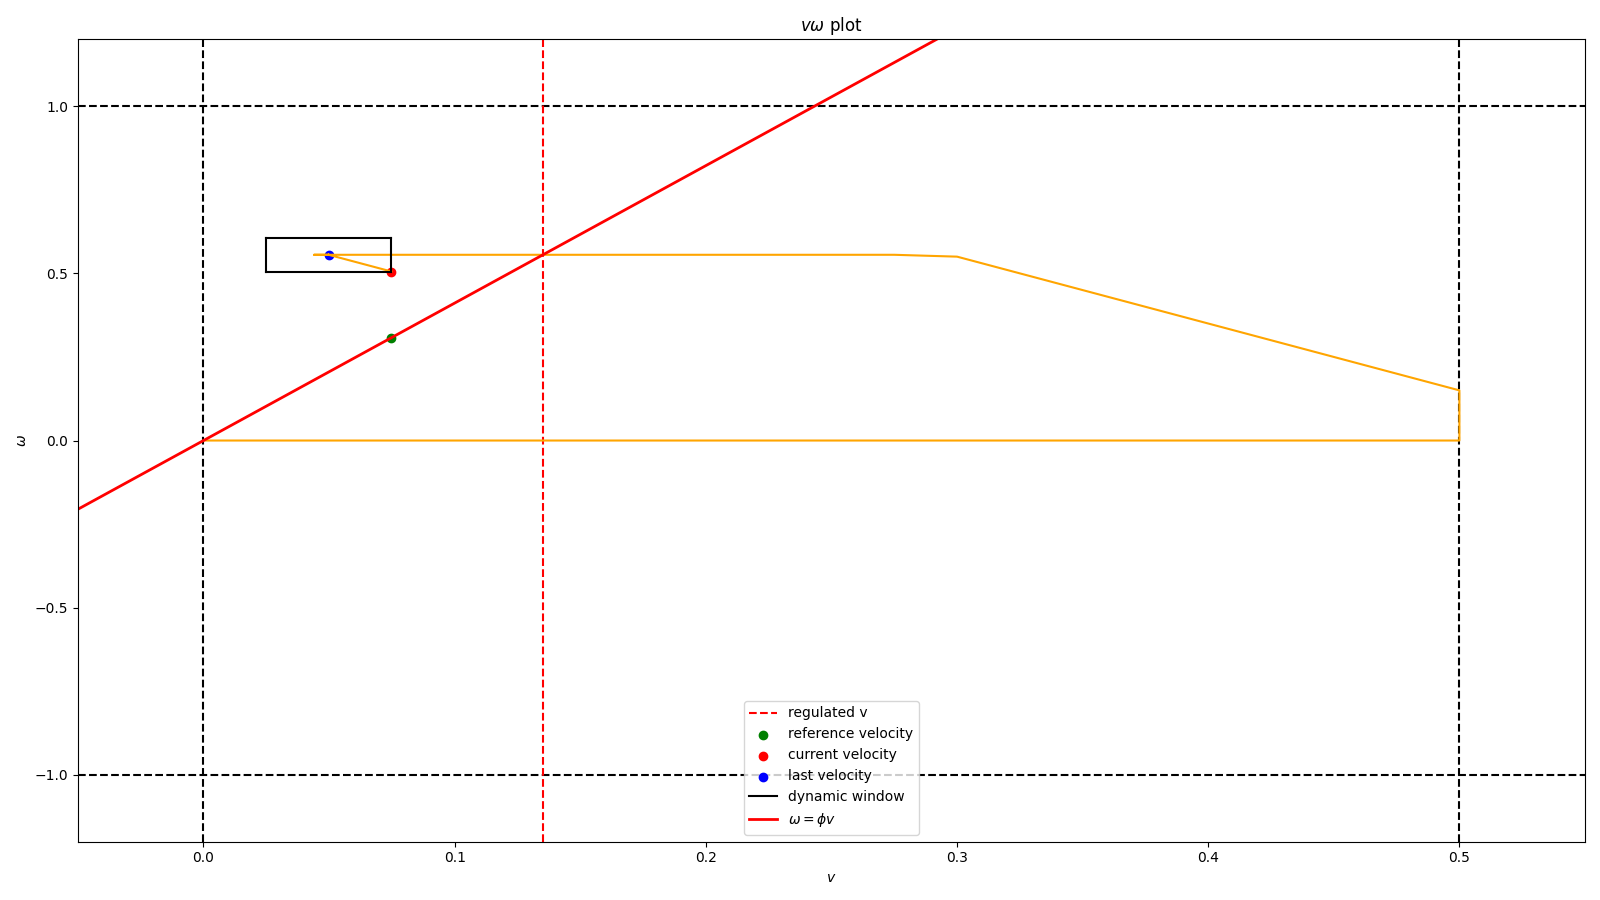 vω plot
1.0
0.5
0.0
−0.5
−1.0
ω
regulated v
reference velocity
current velocity
last velocity
dynamic window
ω = ϕv
0.0 0.1 0.2 0.3 0.4 0.5
v